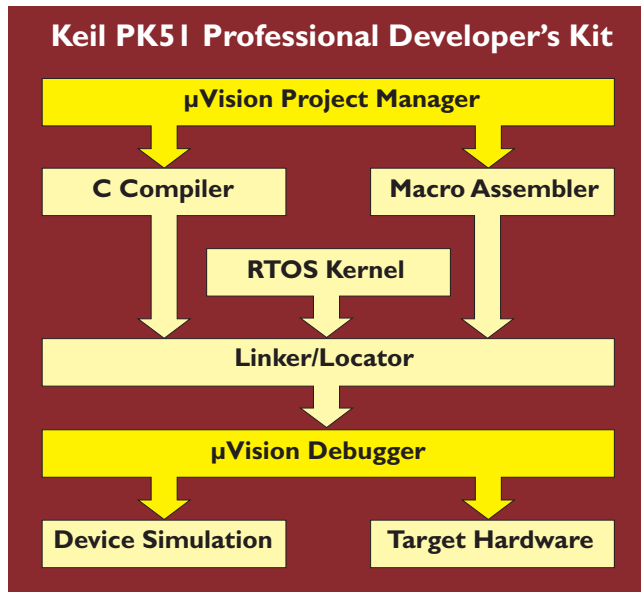 Keil PK51 Professional Developer’s Kit
µVision Project Manager
C Compiler
Macro Assembler
RTOS Kernel
Linker/Locator
µVision Debugger
Device Simulation
Target Hardware